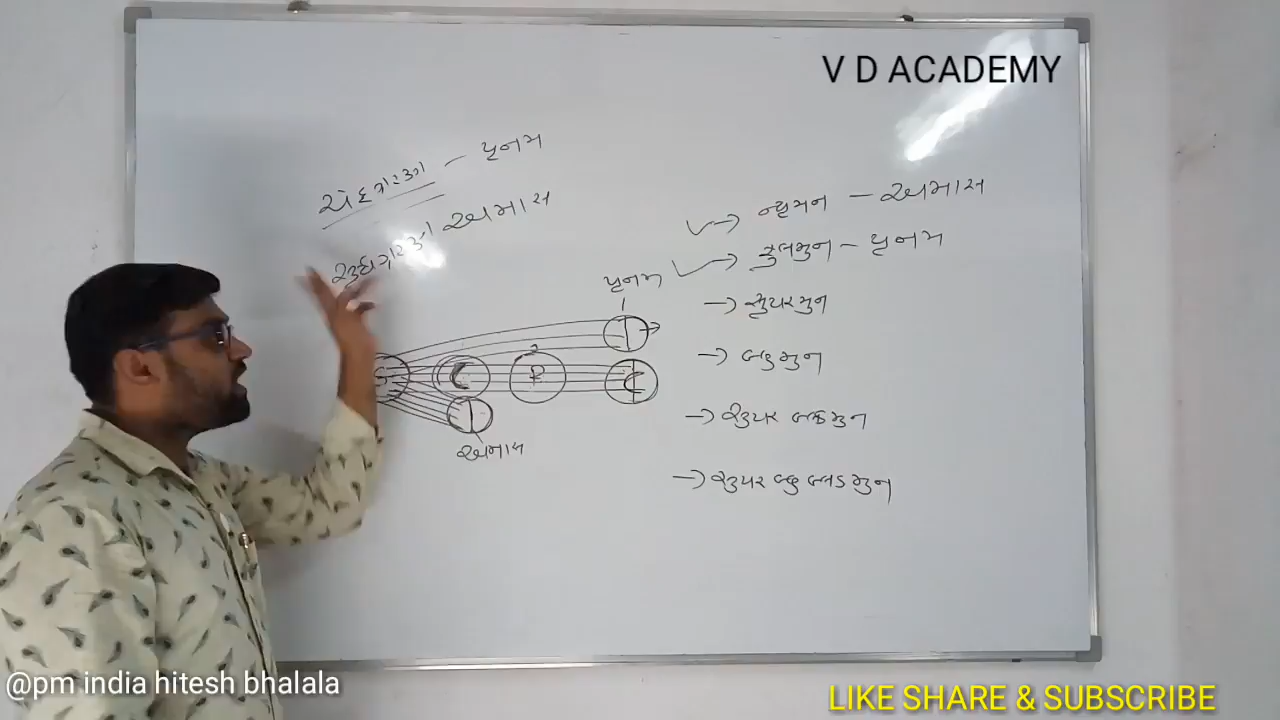 V D ACADEMY
ચંદ્રગ્રહણ - પૂનમ
સુર્યગ્રહણ અમાસ
→ ન્યુમુન - અમાસ
→ ફુલમુન - પૂનમ
પૂનમ
→ સુપરમુન
→ બ્લુમુન
→ સુપર બ્લડમુન
→ સુપર બ્લુ બ્લડ મુન
S
P
અમાસ
@pm india hitesh bhalala
LIKE SHARE & SUBSCRIBE